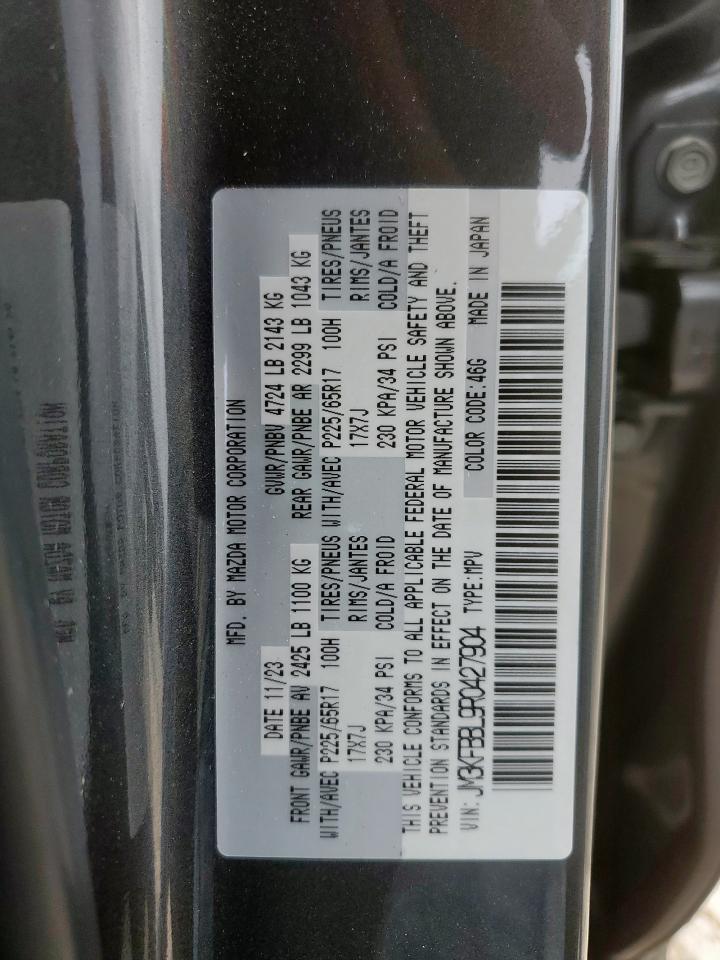 MFD. BY MAZDA MOTOR CORPORATION
DATE 11/23 GVWR/PNBV 4724 LB 2143 KG
FRONT GAWR/PNBE AV 2425 LB 1100 KG REAR GAWR/PNBE AR 2299 LB 1043 KG
WITH/AVEC P225/65R17 100H TIRES/PNEUS WITH/AVEC P225/65R17 100H TIRES/PNEUS
17X7J RIMS/JANTES 17X7J RIMS/JANTES
230 KPA/34 PSI COLD/A FROID 230 KPA/34 PSI COLD/A FROID
THIS VEHICLE CONFORMS TO ALL APPLICABLE FEDERAL MOTOR VEHICLE SAFETY AND THEFT
PREVENTION STANDARDS IN EFFECT ON THE DATE OF MANUFACTURE SHOWN ABOVE.
VIN: JM3KFBBL9R0427904 TYPE:MPV COLOR CODE:46G MADE IN JAPAN